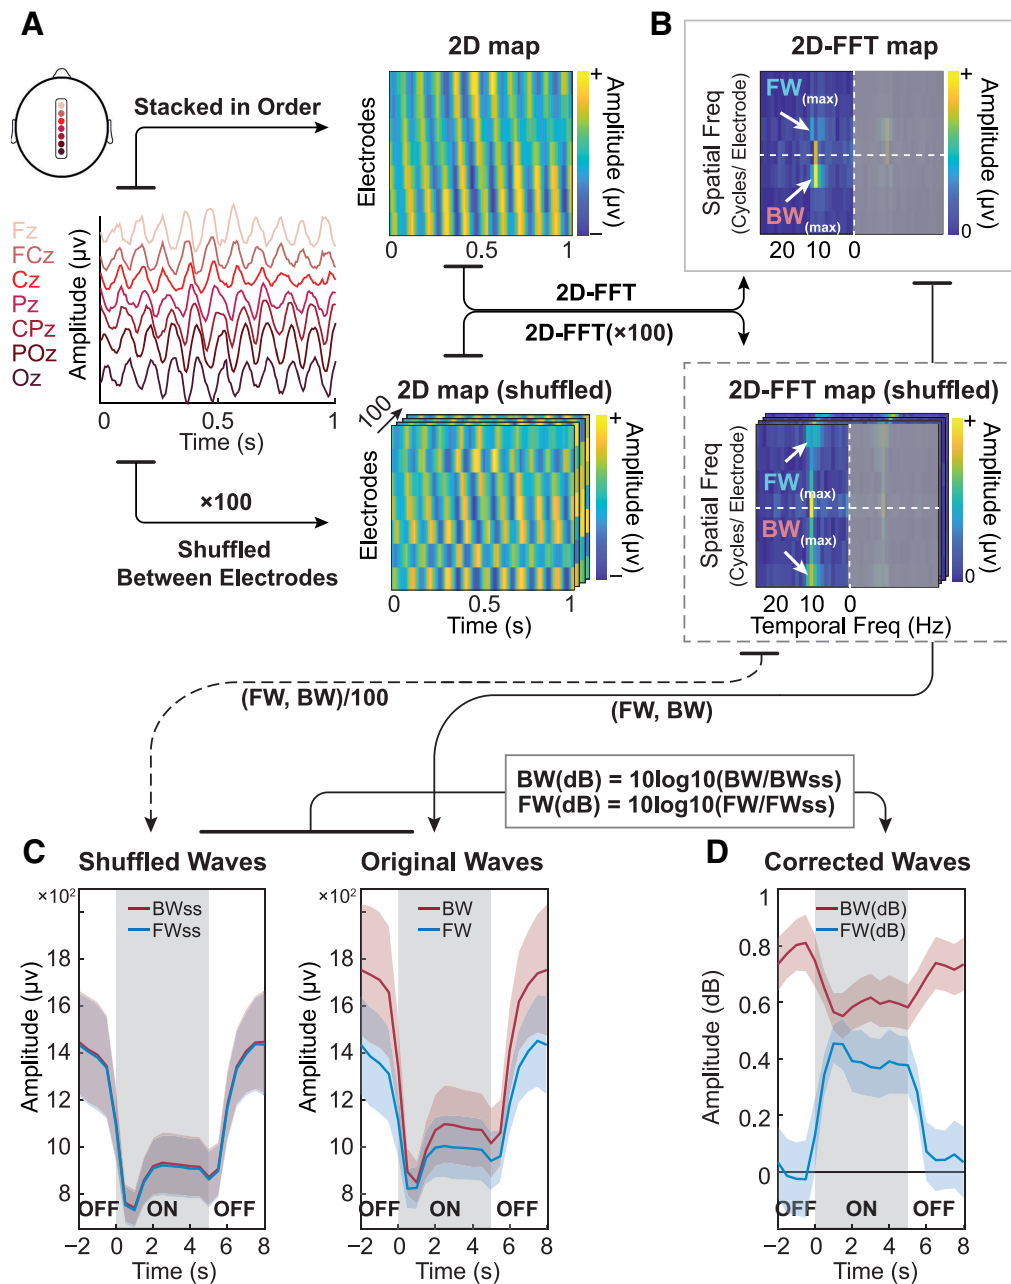 A
B
2D map
2D-FFT map
Stacked in Order
Electrodes
+
Amplitude (μv)
−
0
0.5
1
Spatial Freq
(Cycles/ Electrode)
FW(max)
BW(max)
20
10
0
+
Amplitude (μv)
0
Fz
FCz
Cz
Pz
CPz
POz
Oz
Amplitude (μv)
0
0.5
1
Time (s)
2D-FFT
2D-FFT(×100)
×100
Shuffled
Between Electrodes
2D map (shuffled)
100
Electrodes
+
Amplitude (μv)
−
0
0.5
1
Time (s)
2D-FFT map (shuffled)
Spatial Freq
(Cycles/ Electrode)
FW(max)
BW(max)
+
Amplitude (μv)
0
20
10
0
Temporal Freq (Hz)
(FW, BW)/100
(FW, BW)
BW(dB) = 10log10(BW/BWss)
FW(dB) = 10log10(FW/FWss)
C
Shuffled Waves
×10²
BWss
FWss
Amplitude (μv)
18
16
14
12
10
8
OFF
ON
OFF
−2
0
2
4
6
8
Time (s)
Original Waves
×10²
BW
FW
Amplitude (μv)
18
16
14
12
10
8
OFF
ON
OFF
−2
0
2
4
6
8
Time (s)
D
Corrected Waves
BW(dB)
FW(dB)
Amplitude (dB)
1
0.8
0.6
0.4
0.2
0
OFF
ON
OFF
−2
0
2
4
6
8
Time (s)